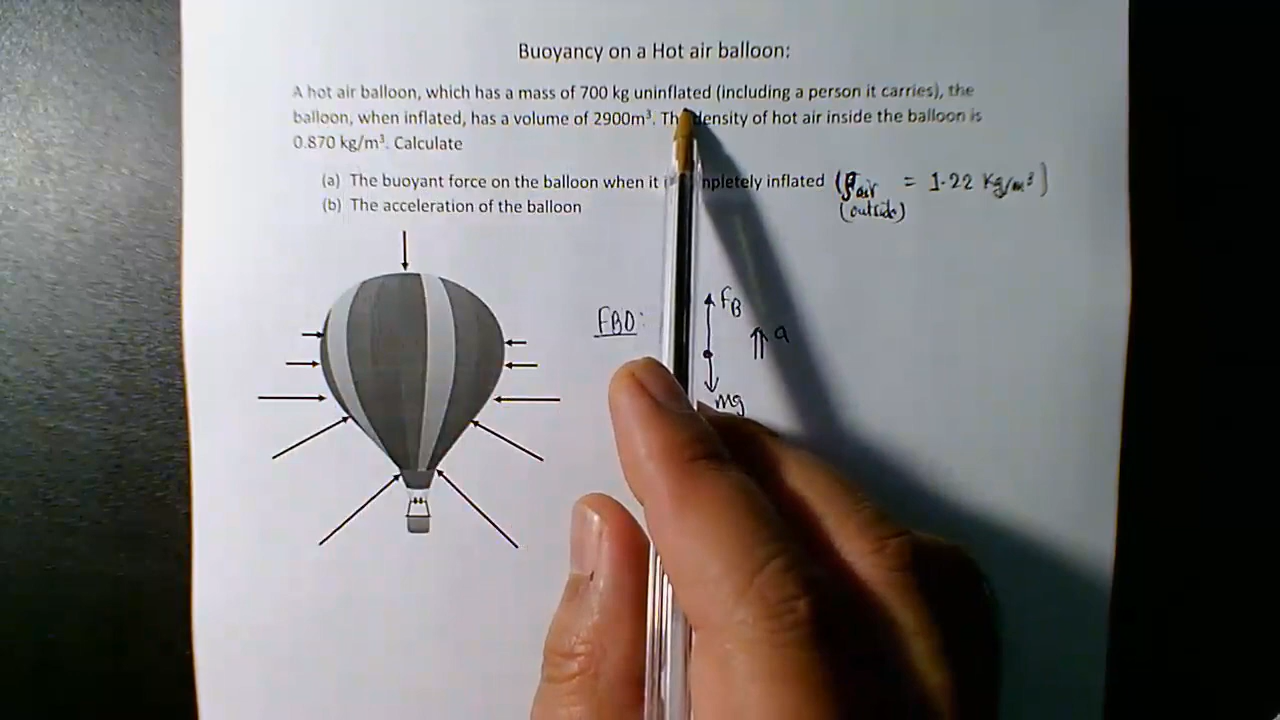 Buoyancy on a Hot air balloon:
A hot air balloon, which has a mass of 700 kg uninflated (including a person it carries), the
balloon, when inflated, has a volume of 2900m³. Th density of hot air inside the balloon is
0.870 kg/m³. Calculate
(a) The buoyant force on the balloon when it mpletely inflated (ρair = 1.22 Kg/m³)
(outside)
(b) The acceleration of the balloon
FBD:
FB
a
mg